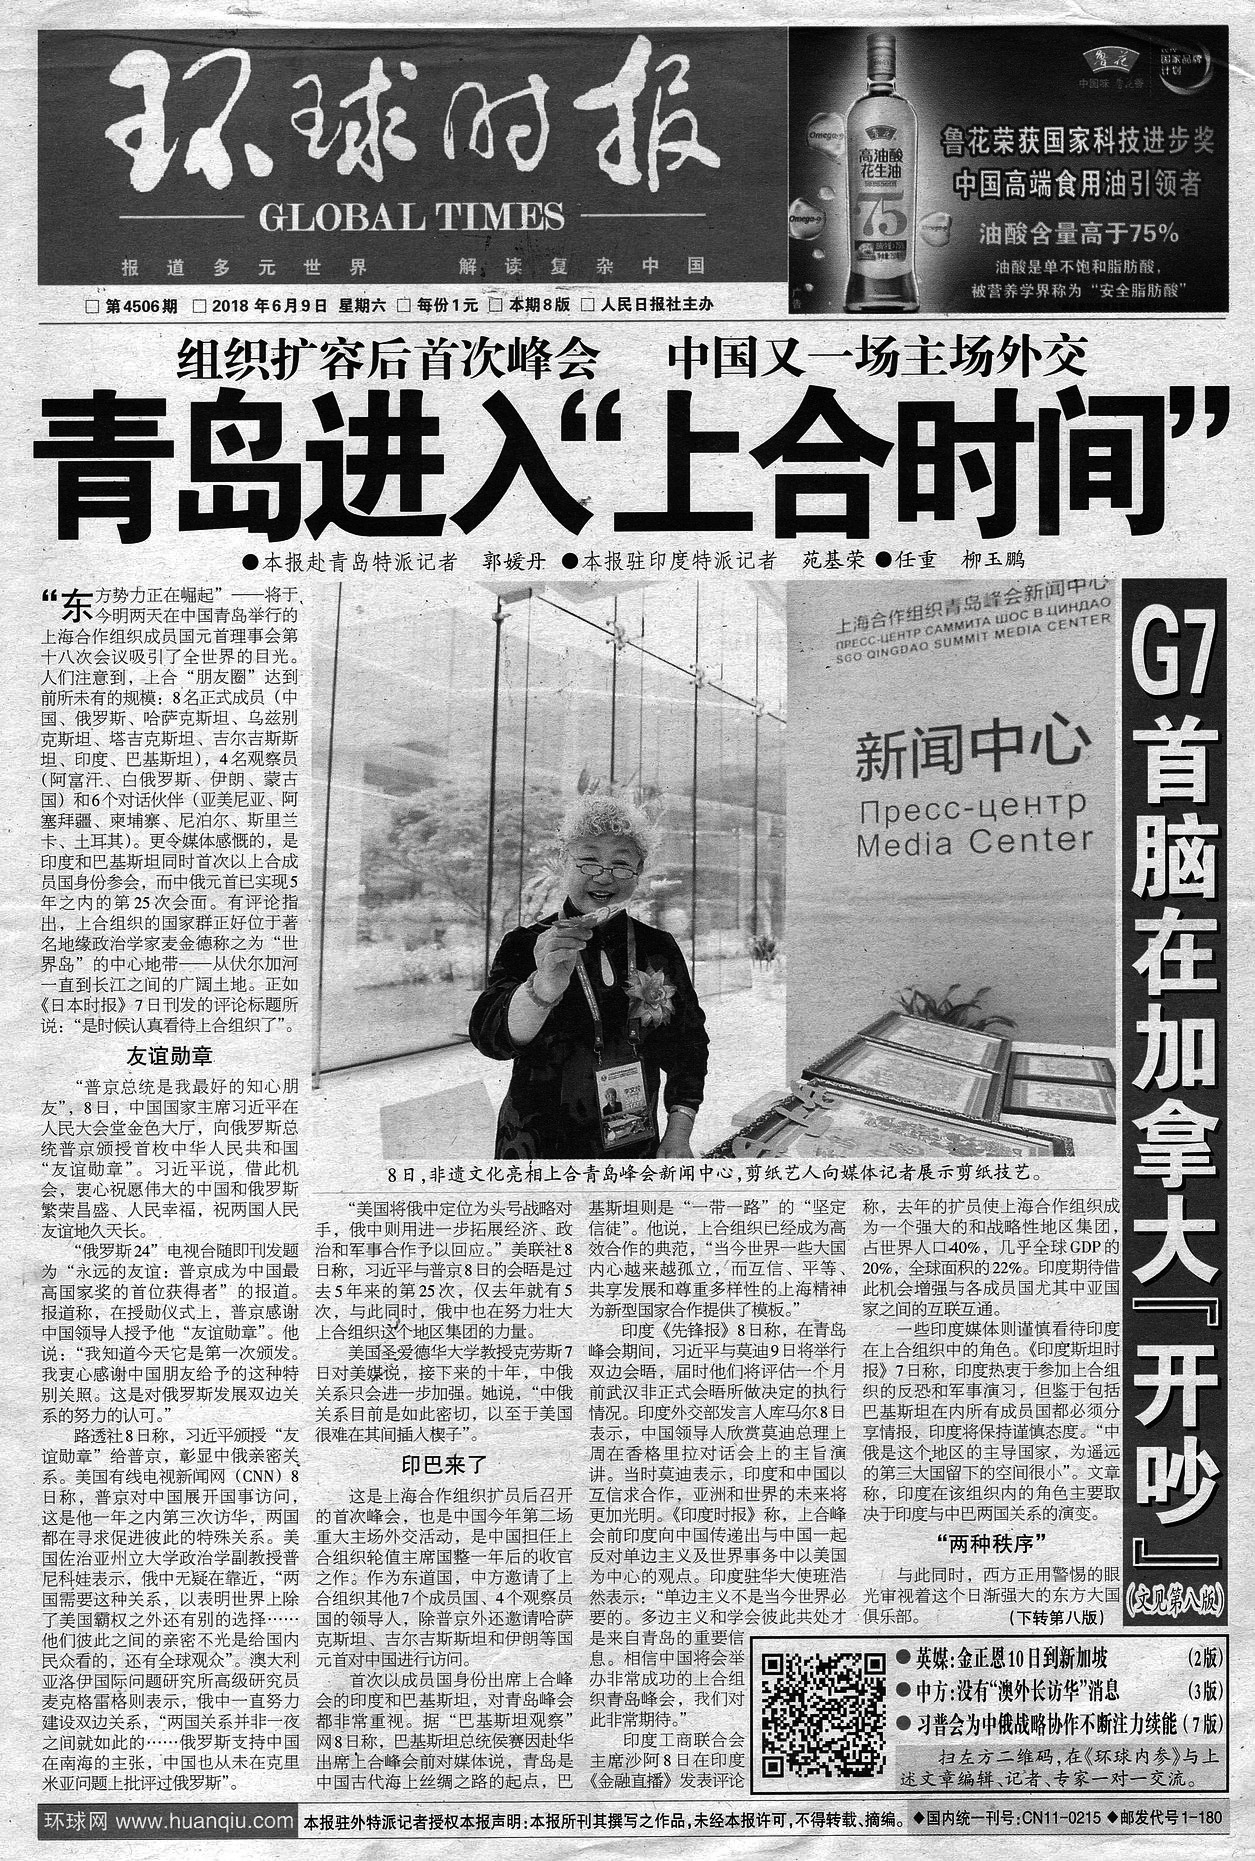 环球时报
GLOBAL TIMES
报道多元世界 解读复杂中国
鲁花
中国味 鲁花香
国家品牌
计划
Omega-9
Omega-9
鲁花
高油酸
花生油
75
鲁花荣获国家科技进步奖
中国高端食用油引领者
油酸含量高于75%
油酸是单不饱和脂肪酸，
被营养学界称为“安全脂肪酸”
□第4506期 □2018年6月9日 星期六 □每份1元 □本期8版 □人民日报社主办
组织扩容后首次峰会 中国又一场主场外交
青岛进入“上合时间”
●本报赴青岛特派记者 郭媛丹 ●本报驻印度特派记者 苑基荣 ●任重 柳玉鹏
“东方势力正在崛起”——将于
今明两天在中国青岛举行的
上海合作组织成员国元首理事会第
十八次会议吸引了全世界的目光。
人们注意到，上合“朋友圈”达到
前所未有的规模：8名正式成员（中
国、俄罗斯、哈萨克斯坦、乌兹别
克斯坦、塔吉克斯坦、吉尔吉斯斯
坦、印度、巴基斯坦），4名观察员
（阿富汗、白俄罗斯、伊朗、蒙古
国）和6个对话伙伴（亚美尼亚、阿
塞拜疆、柬埔寨、尼泊尔、斯里兰
卡、土耳其）。更令媒体感慨的，是
印度和巴基斯坦同时首次以上合成
员国身份参会，而中俄元首已实现5
年之内的第25次会面。有评论指
出，上合组织的国家群正好位于著
名地缘政治学家麦金德称之为“世
界岛”的中心地带——从伏尔加河
一直到长江之间的广阔土地。正如
《日本时报》7日刊发的评论标题所
说：“是时候认真看待上合组织了”。
友谊勋章
“普京总统是我最好的知心朋
友”，8日，中国国家主席习近平在
人民大会堂金色大厅，向俄罗斯总
统普京颁授首枚中华人民共和国
“友谊勋章”。习近平说，借此机
会，衷心祝愿伟大的中国和俄罗斯
繁荣昌盛、人民幸福，祝两国人民
友谊地久天长。
“俄罗斯24”电视台随即刊发题
为“永远的友谊：普京成为中国最
高国家奖的首位获得者”的报道。
报道称，在授勋仪式上，普京感谢
中国领导人授予他“友谊勋章”。他
说：“我知道今天它是第一次颁发。
我衷心感谢中国朋友给予的这种特
别关照。这是对俄罗斯发展双边关
系的努力的认可。”
路透社8日称，习近平颁授“友
谊勋章”给普京，彰显中俄亲密关
系。美国有线电视新闻网（CNN）8
日称，普京对中国展开国事访问，
这是他一年之内第三次访华，两国
都在寻求促进彼此的特殊关系。美
国佐治亚州立大学政治学副教授普
尼科娃表示，俄中无疑在靠近，“两
国需要这种关系，以表明世界上除
了美国霸权之外还有别的选择……
他们彼此之间的亲密不光是给国内
民众看的，还有全球观众”。澳大利
亚洛伊国际问题研究所高级研究员
麦克格雷格则表示，俄中一直努力
建设双边关系，“两国关系并非一夜
之间就如此的……俄罗斯支持中国
在南海的主张，中国也从未在克里
米亚问题上批评过俄罗斯”。
上海合作组织青岛峰会新闻中心
ПРЕСС-ЦЕНТР САММИТА ШОС В ЦИНДАО
SCO QINGDAO SUMMIT MEDIA CENTER
新闻中心
Пресс-центр
Media Center
8日，非遗文化亮相上合青岛峰会新闻中心，剪纸艺人向媒体记者展示剪纸技艺。
“美国将俄中定位为头号战略对
手，俄中则用进一步拓展经济、政
治和军事合作予以回应。”美联社8
日称，习近平与普京8日的会晤是过
去5年来的第25次，仅去年就有5
次，与此同时，俄中也在努力壮大
上合组织这个地区集团的力量。
美国圣爱德华大学教授克劳斯7
日对美媒说，接下来的十年，中俄
关系只会进一步加强。她说，“中俄
关系目前是如此密切，以至于美国
很难在其间插入楔子”。
印巴来了
这是上海合作组织扩员后召开
的首次峰会，也是中国今年第二场
重大主场外交活动，是中国担任上
合组织轮值主席国整一年后的收官
之作。作为东道国，中方邀请了上
合组织其他7个成员国、4个观察员
国的领导人，除普京外还邀请哈萨
克斯坦、吉尔吉斯斯坦和伊朗等国
元首对中国进行访问。
首次以成员国身份出席上合峰
会的印度和巴基斯坦，对青岛峰会
都非常重视。据“巴基斯坦观察”
网8日称，巴基斯坦总统侯赛因赴华
出席上合峰会前对媒体说，青岛是
中国古代海上丝绸之路的起点，巴
基斯坦则是“一带一路”的“坚定
信徒”。他说，上合组织已经成为高
效合作的典范，“当今世界一些大国
内心越来越孤立，而互信、平等、
共享发展和尊重多样性的上海精神
为新型国家合作提供了模板。”
印度《先锋报》8日称，在青岛
峰会期间，习近平与莫迪9日将举行
双边会晤，届时他们将评估一个月
前武汉非正式会晤所做决定的执行
情况。印度外交部发言人库马尔8日
表示，中国领导人欣赏莫迪总理上
周在香格里拉对话会上的主旨演
讲。当时莫迪表示，印度和中国以
互信求合作，亚洲和世界的未来将
更加光明。《印度时报》称，上合峰
会前印度向中国传递出与中国一起
反对单边主义及世界事务中以美国
为中心的观点。印度驻华大使班浩
然表示：“单边主义不是当今世界必
要的。多边主义和学会彼此共处才
是来自青岛的重要信
息。相信中国将会举
办非常成功的上合组
织青岛峰会，我们对
此非常期待。”
印度工商联合会
主席沙阿8日在印度
《金融直播》发表评论
称，去年的扩员使上海合作组织成
为一个强大的和战略性地区集团，
占世界人口40%，几乎全球GDP的
20%，全球面积的22%。印度期待借
此机会增强与各成员国尤其中亚国
家之间的互联互通。
一些印度媒体则谨慎看待印度
在上合组织中的角色。《印度斯坦时
报》7日称，印度热衷于参加上合组
织的反恐和军事演习，但鉴于包括
巴基斯坦在内所有成员国都必须分
享情报，印度将保持谨慎态度。“中
俄是这个地区的主导国家，为遥远
的第三大国留下的空间很小”。文章
称，印度在该组织内的角色主要取
决于印度与中巴两国关系的演变。
“两种秩序”
与此同时，西方正用警惕的眼
光审视着这个日渐强大的东方大国
俱乐部。 （下转第八版）
G7首脑在加拿大『开吵』
（文见第八版）
●英媒：金正恩10日到新加坡 （2版）
●中方：没有“澳外长访华”消息 （3版）
●习普会为中俄战略协作不断注力续能（7版）
扫左方二维码，在《环球内参》与上
述文章编辑、记者、专家一对一交流。
环球网 www.huanqiu.com
本报驻外特派记者授权本报声明：本报所刊其撰写之作品，未经本报许可，不得转载、摘编。
◆国内统一刊号：CN11-0215 ◆邮发代号1-180